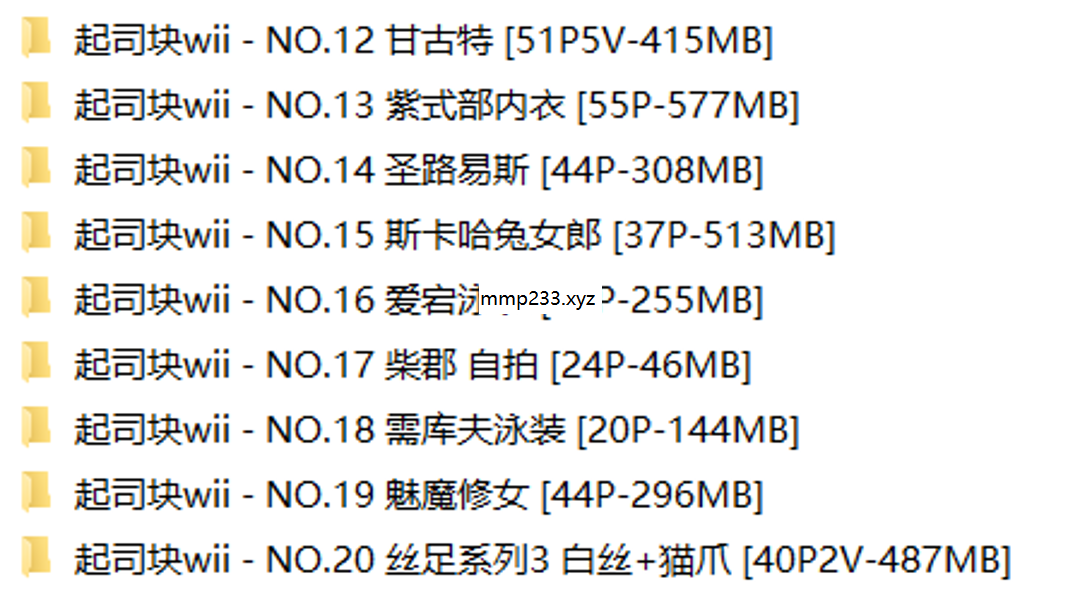 起司块wii - NO.12 甘古特 [51P5V-415MB]
起司块wii - NO.13 紫式部内衣 [55P-577MB]
起司块wii - NO.14 圣路易斯 [44P-308MB]
起司块wii - NO.15 斯卡哈兔女郎 [37P-513MB]
起司块wii - NO.16 爱宕泳 mmp233.xyz P-255MB]
起司块wii - NO.17 柴郡 自拍 [24P-46MB]
起司块wii - NO.18 需库夫泳装 [20P-144MB]
起司块wii - NO.19 魅魔修女 [44P-296MB]
起司块wii - NO.20 丝足系列3 白丝+猫爪 [40P2V-487MB]